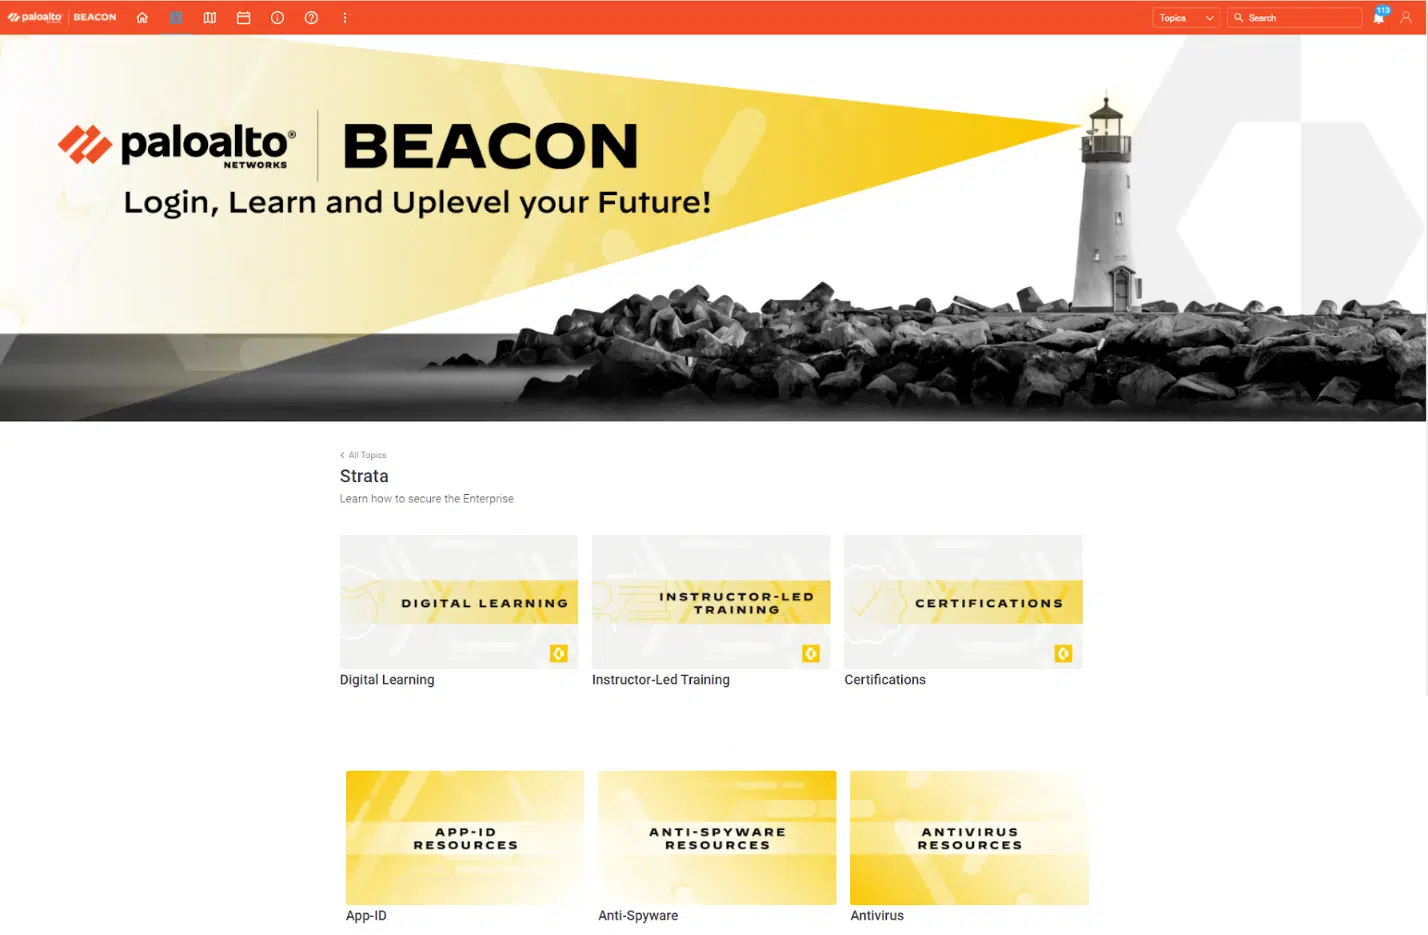 paloalto NETWORKS BEACON
Topics
Search
113
paloalto®
NETWORKS
BEACON
Login, Learn and Uplevel your Future!
All Topics
Strata
Learn how to secure the Enterprise
DIGITAL LEARNING
INSTRUCTOR-LED
TRAINING
CERTIFICATIONS
Digital Learning
Instructor-Led Training
Certifications
APP-ID
RESOURCES
ANTI-SPYWARE
RESOURCES
ANTIVIRUS
RESOURCES
App-ID
Anti-Spyware
Antivirus